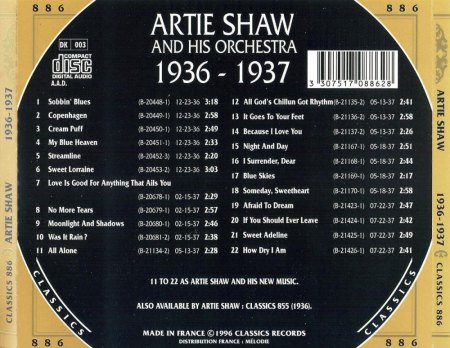 886
886
DK 003
COMPACT
disc
DIGITAL AUDIO
A.A.D.
ARTIE SHAW
AND HIS ORCHESTRA
1936 - 1937
3 307517 088628
1 Sobbin' Blues (B-20448-1) 12-23-36 3:18
2 Copenhagen (B-20449-1) 12-23-36 2:58
3 Cream Puff (B-20450-1) 12-23-36 2:44
4 My Blue Heaven (B-20451-1) 12-23-36 2:44
5 Streamline (B-20452-2) 12-23-36 2:30
6 Sweet Lorraine (B-20453-2) 12-23-36 3:03
7 Love Is Good For Anything That Ails You
(B-20678-1) 02-15-37 2:29
8 No More Tears (B-20679-1) 02-15-37 2:59
9 Moonlight And Shadows (B-20680-1) 02-15-37 2:30
10 Was It Rain ? (B-20681-2) 02-15-37 2:38
11 All Alone (B-21134-2) 05-13-37 2:28
12 All God's Chillun Got Rhythm (B-21135-2) 05-13-37 2:41
13 It Goes To Your Feet (B-21136-2) 05-13-37 2:58
14 Because I Love You (B-21137-2) 05-13-37 2:44
15 Night And Day (B-21167-1) 05-18-37 2:44
16 I Surrender, Dear (B-21168-1) 05-18-37 2:44
17 Blue Skies (B-21169-1) 05-18-37 3:11
18 Someday, Sweetheart (B-21170-1) 05-18-37 2:58
19 Afraid To Dream (B-21423-1) 07-22-37 2:41
20 If You Should Ever Leave (B-21424-1) 07-22-37 2:41
21 Sweet Adeline (B-21425-1) 07-22-37 2:34
22 How Dry I Am (B-21426-1) 07-22-37 2:41
11 TO 22 AS ARTIE SHAW AND HIS NEW MUSIC.
ALSO AVAILABLE BY ARTIE SHAW : CLASSICS 855 (1936).
MADE IN FRANCE © 1996 CLASSICS RECORDS
DISTRIBUTION FRANCE : MÉLODIE
CLASSICS
CLASSICS
886
886
CLASSICS 886 ARTIE SHAW 1936-1937
ARTIE SHAW 1936-1937 CLASSICS 886